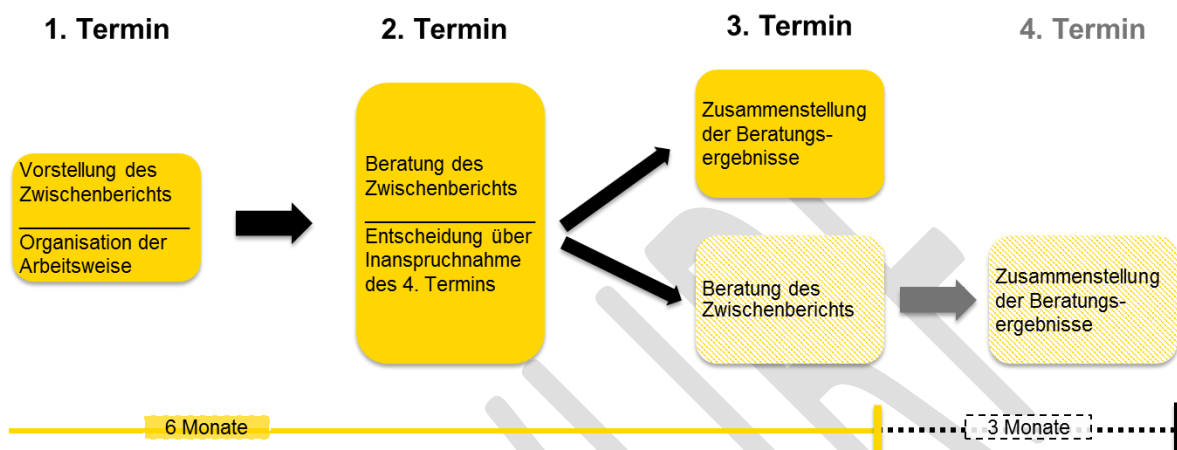 1. Termin
2. Termin
3. Termin
4. Termin
Vorstellung des
Zwischenberichts
Organisation der
Arbeitsweise
Beratung des
Zwischenberichts
Entscheidung über
Inanspruchnahme
des 4. Termins
Zusammenstellung
der Beratungs-
ergebnisse
Beratung des
Zwischenberichts
Zusammenstellung
der Beratungs-
ergebnisse
6 Monate
3 Monate